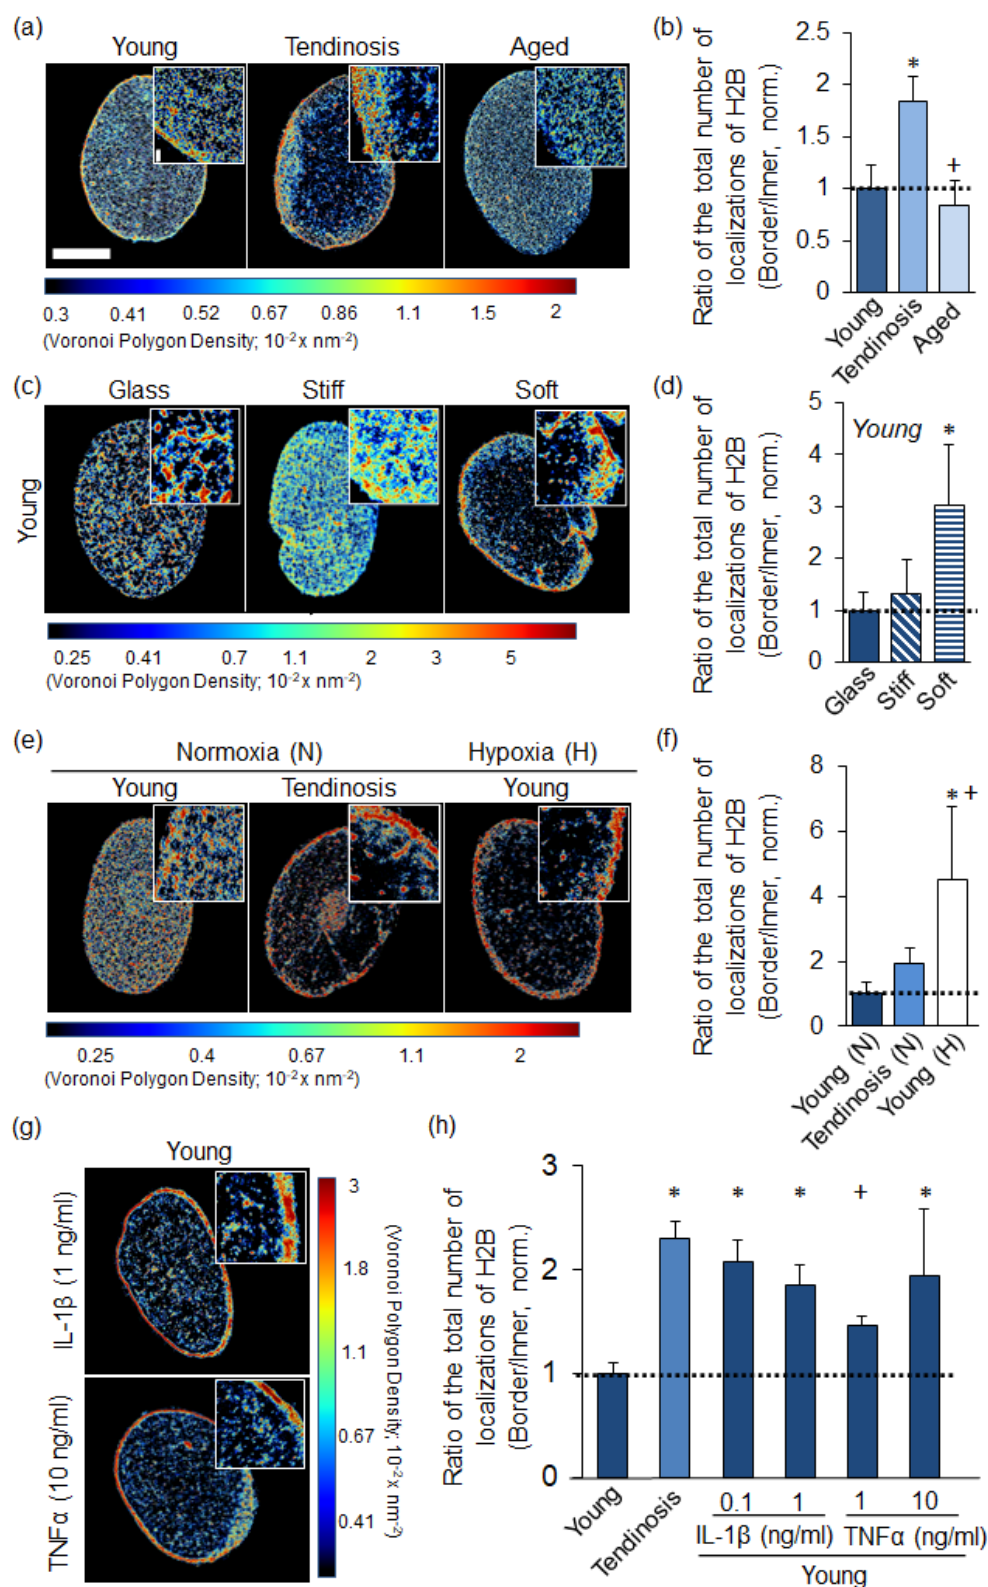 (a)
Young Tendinosis Aged
0.3 0.41 0.52 0.67 0.86 1.1 1.5 2
(Voronoi Polygon Density; 10⁻² x nm⁻²)
(b)
Ratio of the total number of
localizations of H2B
(Border/Inner, norm.)
2.5
2
1.5
1
0.5
0
*
+
Young Tendinosis Aged
(c)
Glass Stiff Soft
Young
0.25 0.41 0.7 1.1 2 3 5
(Voronoi Polygon Density; 10⁻² x nm⁻²)
(d)
Ratio of the total number of
localizations of H2B
(Border/Inner, norm.)
5
4
3
2
1
0
Young
*
Glass Stiff Soft
(e)
Normoxia (N) Hypoxia (H)
Young Tendinosis Young
0.25 0.4 0.67 1.1 2
(Voronoi Polygon Density; 10⁻² x nm⁻²)
(f)
Ratio of the total number of
localizations of H2B
(Border/Inner, norm.)
8
6
4
2
0
* +
Young (N) Tendinosis (N) Young (H)
(g)
Young
IL-1β (1 ng/ml)
TNFα (10 ng/ml)
3
1.8
1.1
0.67
0.41
(Voronoi Polygon Density; 10⁻² x nm⁻²)
(h)
Ratio of the total number of
localizations of H2B
(Border/Inner, norm.)
3
2
1
0
* * * + *
Young Tendinosis 0.1 1 1 10
IL-1β (ng/ml) TNFα (ng/ml)
Young